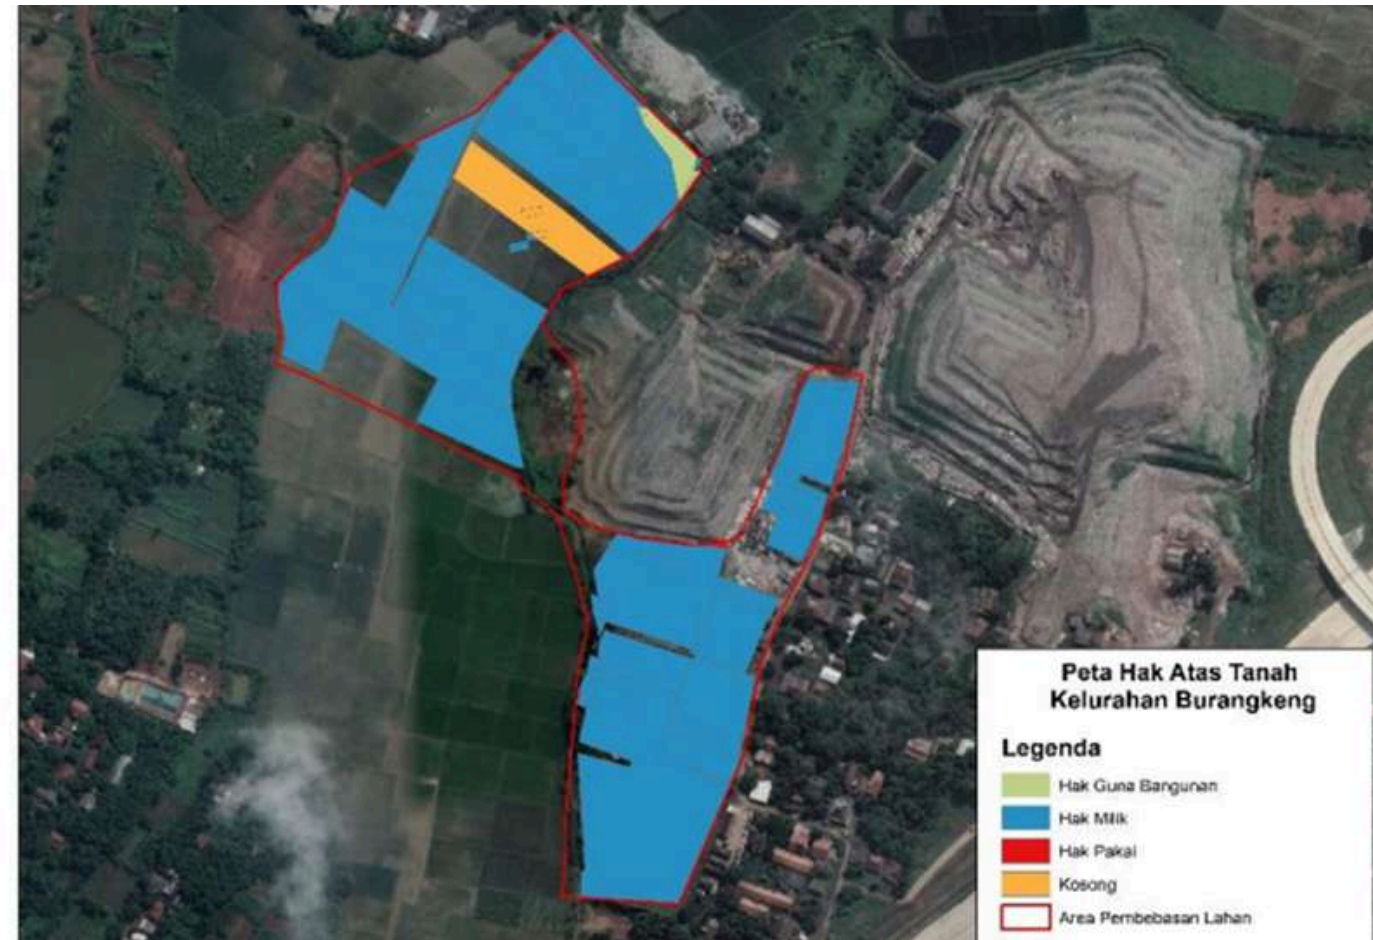 Peta Hak Atas Tanah
Kelurahan Burangkeng
Legenda
Hak Guna Bangunan
Hak Milik
Hak Pakai
Kosong
Area Pembebasan Lahan